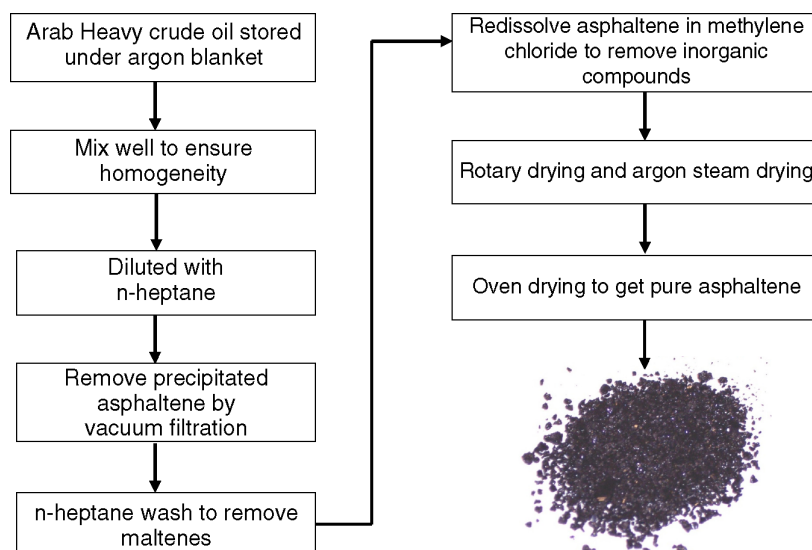 Arab Heavy crude oil stored
under argon blanket
Mix well to ensure
homogeneity
Diluted with
n-heptane
Remove precipitated
asphaltene by
vacuum filtration
n-heptane wash to remove
maltenes
Redissolve asphaltene in methylene
chloride to remove inorganic
compounds
Rotary drying and argon steam drying
Oven drying to get pure asphaltene